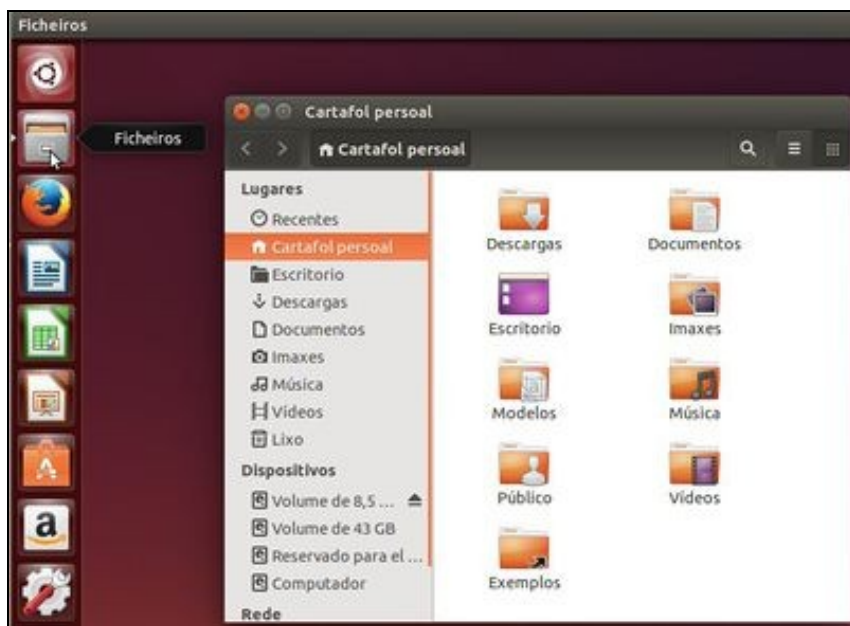 Ficheiros
Ficheiros
Cartafol persoal
Cartafol persoal
Lugares
Recentes
Cartafol persoal
Escritorio
Descargas
Documentos
Imaxes
Música
Vídeos
Lixo
Dispositivos
Volume de 8,5 ...
Volume de 43 GB
Reservado para el ...
Computador
Rede
Descargas
Documentos
Escritorio
Imaxes
Modelos
Música
Público
Vídeos
Exemplos